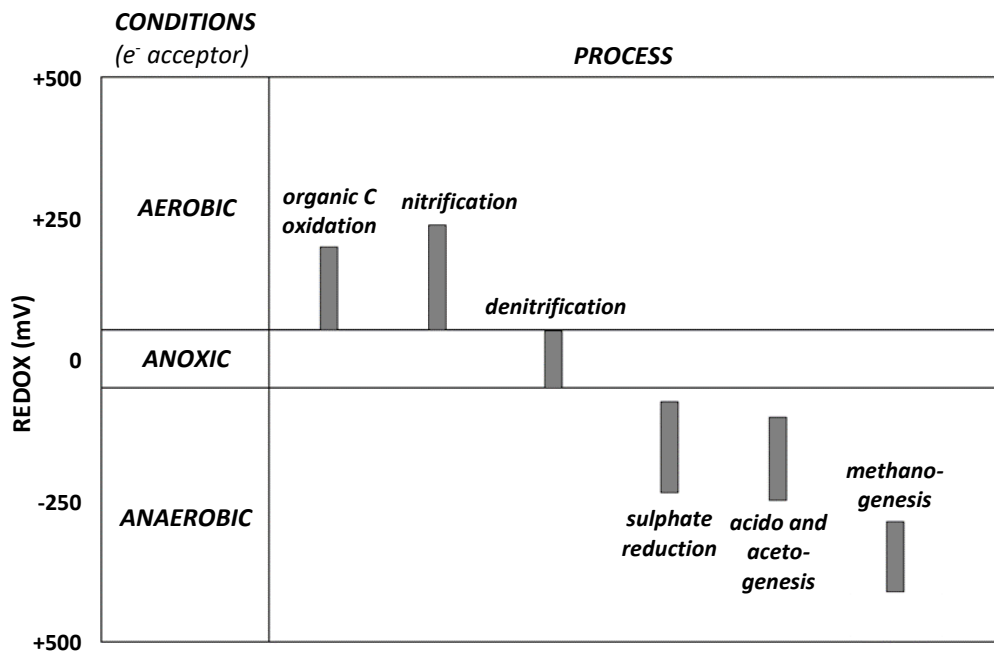 CONDITIONS
(e- acceptor)
PROCESS
+500
+250
0
-250
+500
REDOX (mV)
AEROBIC
ANOXIC
ANAEROBIC
organic C
oxidation
nitrification
denitrification
sulphate
reduction
acido and
aceto-
genesis
methano-
genesis